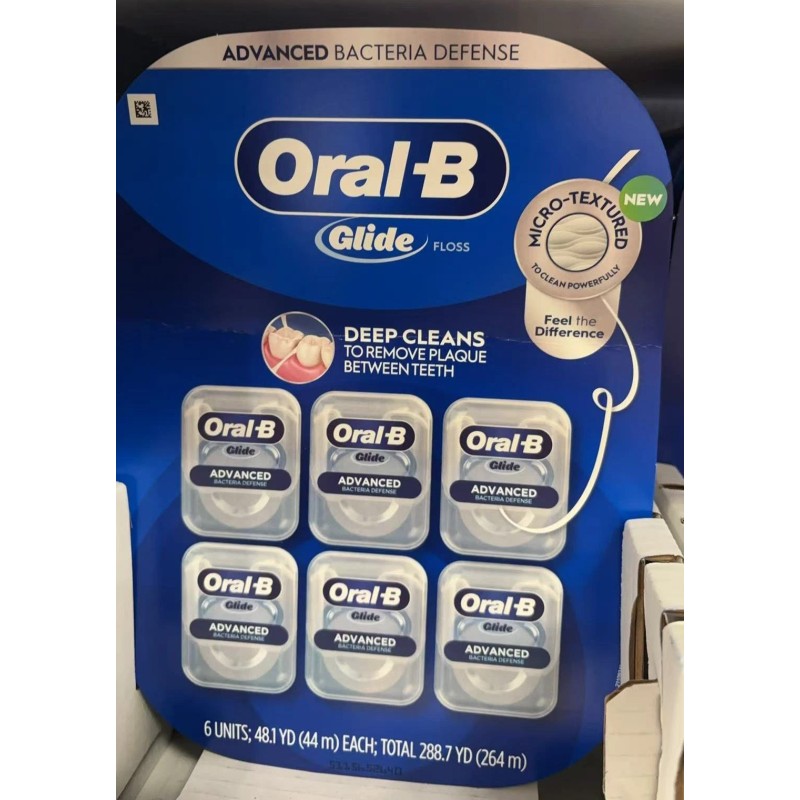 ADVANCED BACTERIA DEFENSE
Oral-B
Glide FLOSS
NEW
MICRO-TEXTURED
TO CLEAN POWERFULLY
Feel the
Difference
DEEP CLEANS
TO REMOVE PLAQUE
BETWEEN TEETH
Oral-B
Glide
ADVANCED
BACTERIA DEFENSE
Oral-B
Glide
ADVANCED
BACTERIA DEFENSE
Oral-B
Glide
ADVANCED
BACTERIA DEFENSE
Oral-B
Glide
ADVANCED
BACTERIA DEFENSE
Oral-B
Glide
ADVANCED
BACTERIA DEFENSE
Oral-B
Glide
ADVANCED
BACTERIA DEFENSE
6 UNITS; 48.1 YD (44 m) EACH; TOTAL 288.7 YD (264 m)